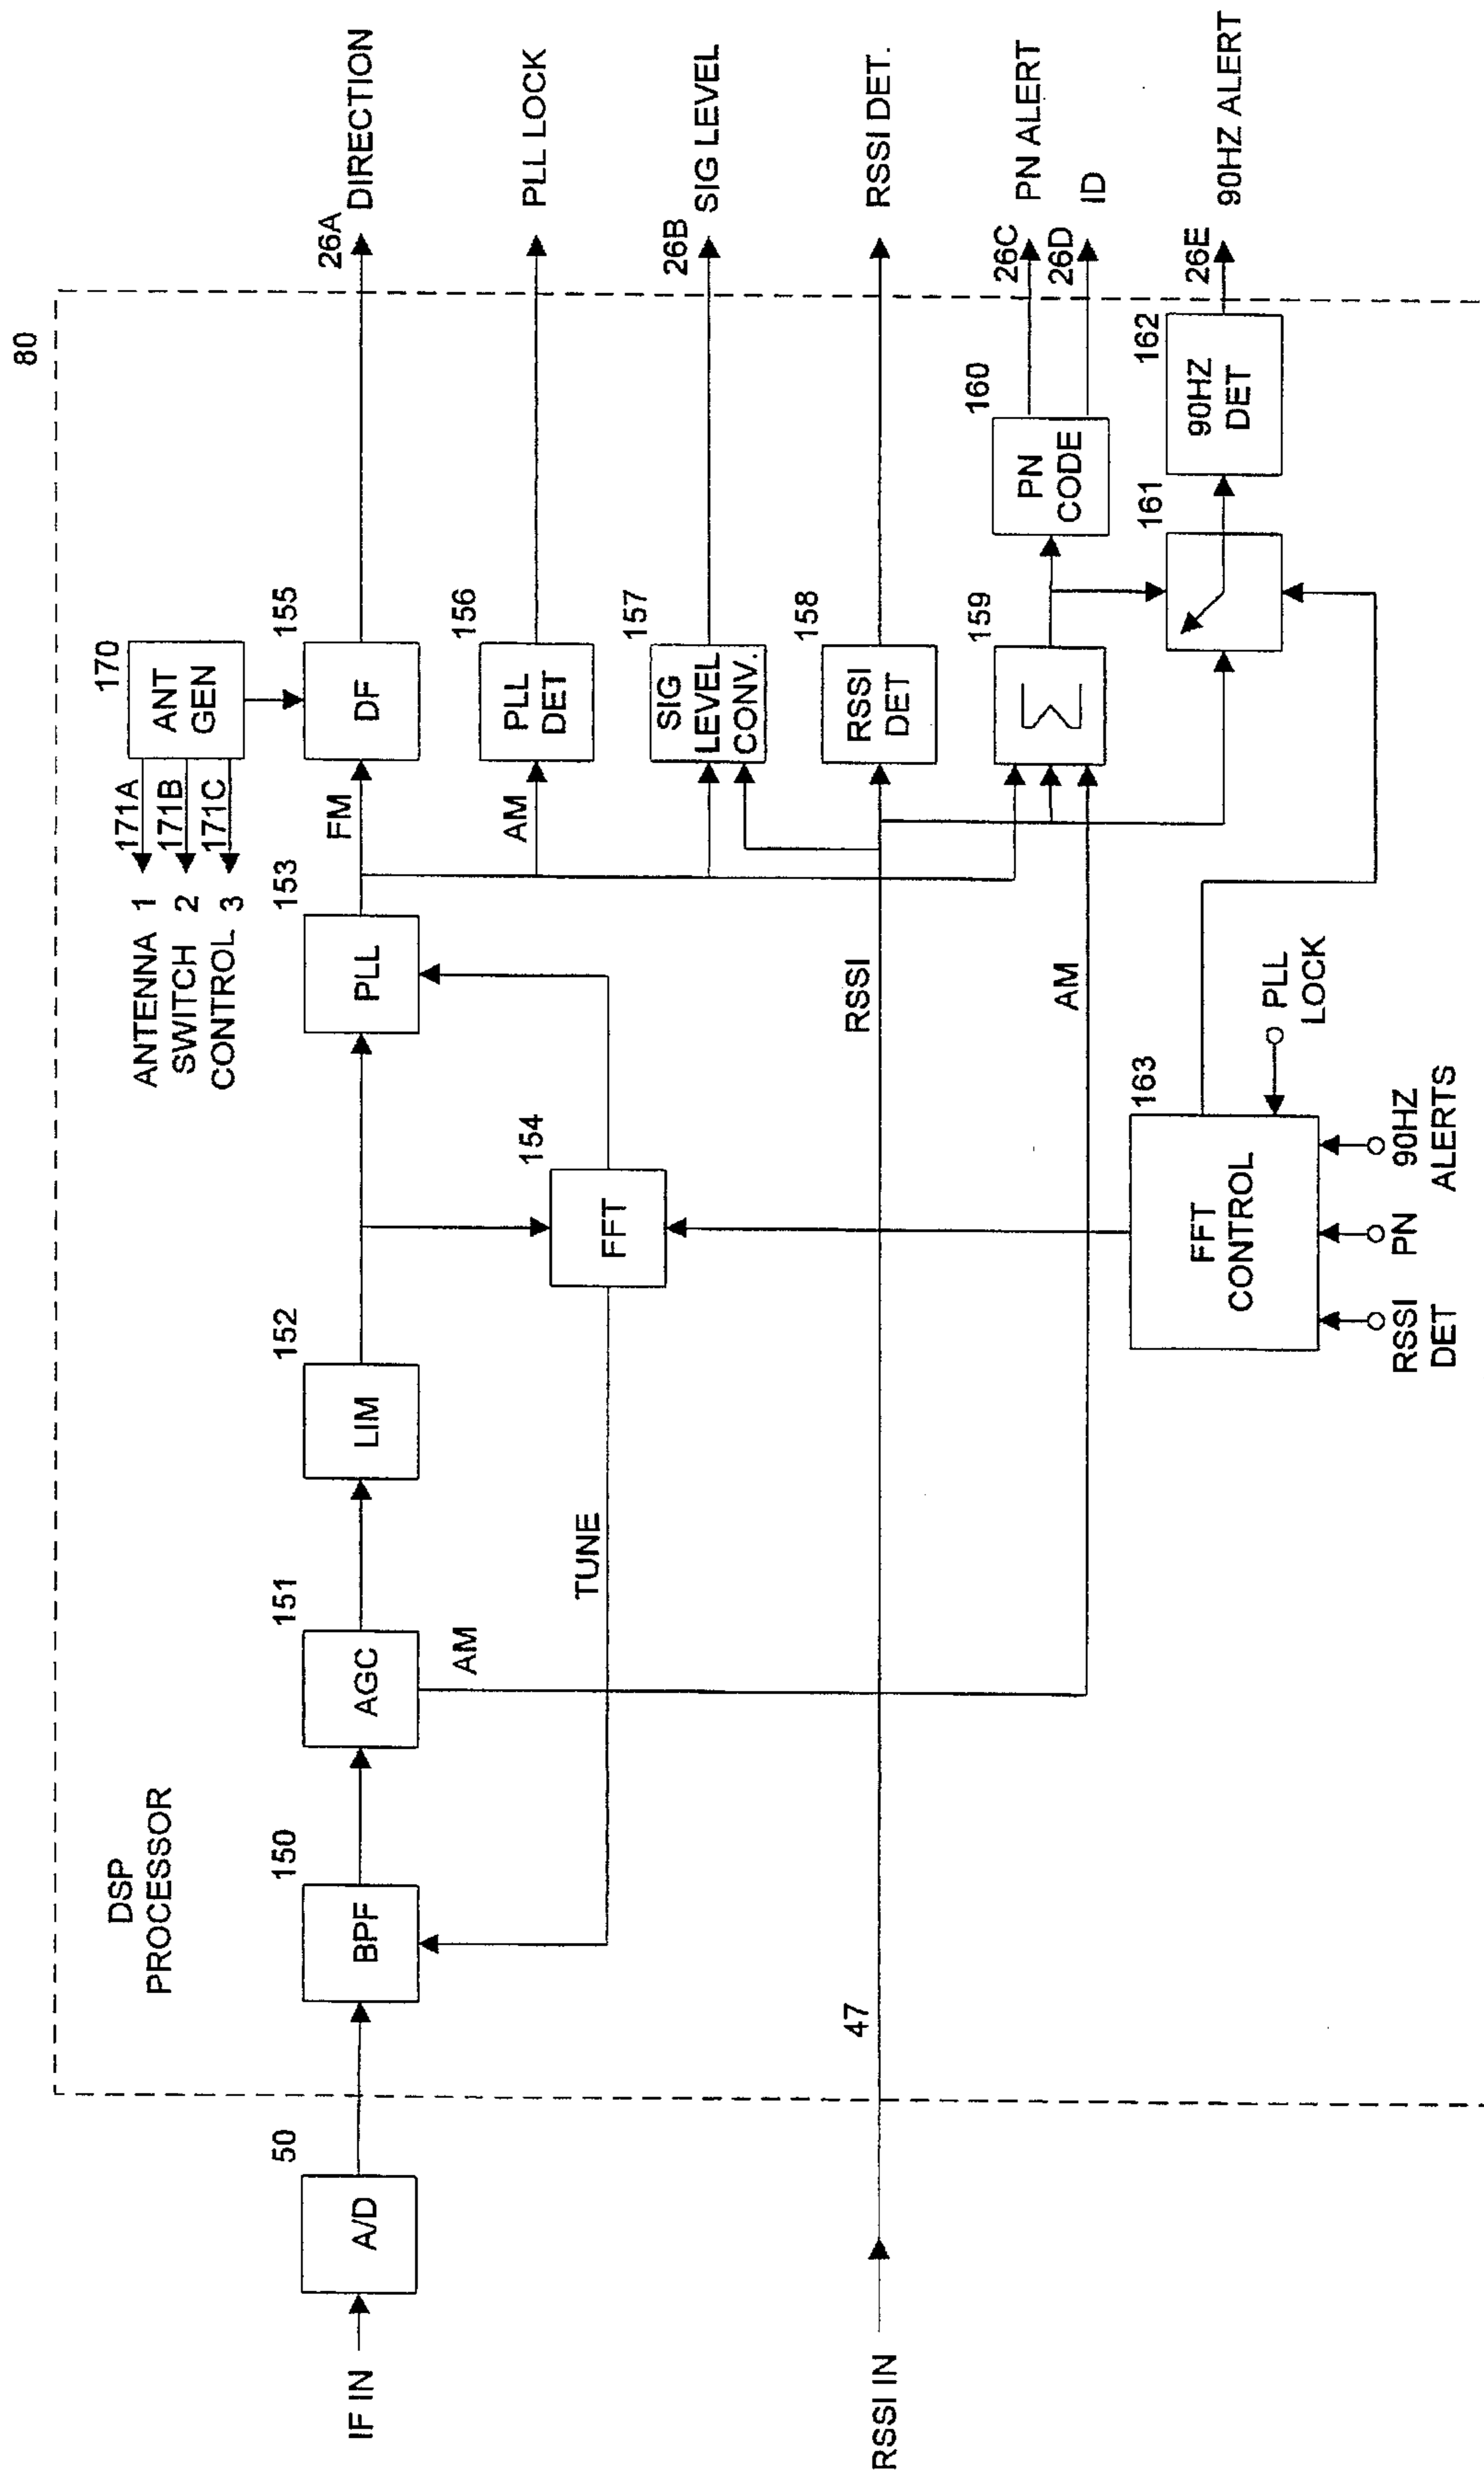 80
DSP
PROCESSOR
IF IN
50
A/D
150
BPF
151
AGC
AM
152
LIM
TUNE
154
FFT
153
PLL
FM
AM
ANTENNA 1
SWITCH 2
CONTROL 3
171A
171B
171C
170
ANT
GEN
155
DF
26A
DIRECTION
156
PLL
DET
PLL LOCK
157
SIG
LEVEL
CONV.
26B
SIG LEVEL
RSSI IN
47
RSSI
158
RSSI
DET
RSSI DET.
AM
159
Σ
160
PN
CODE
26C
PN ALERT
26D
ID
161
162
90HZ
DET
26E
90HZ ALERT
163
FFT
CONTROL
PLL
LOCK
RSSI
DET
PN
90HZ
ALERTS